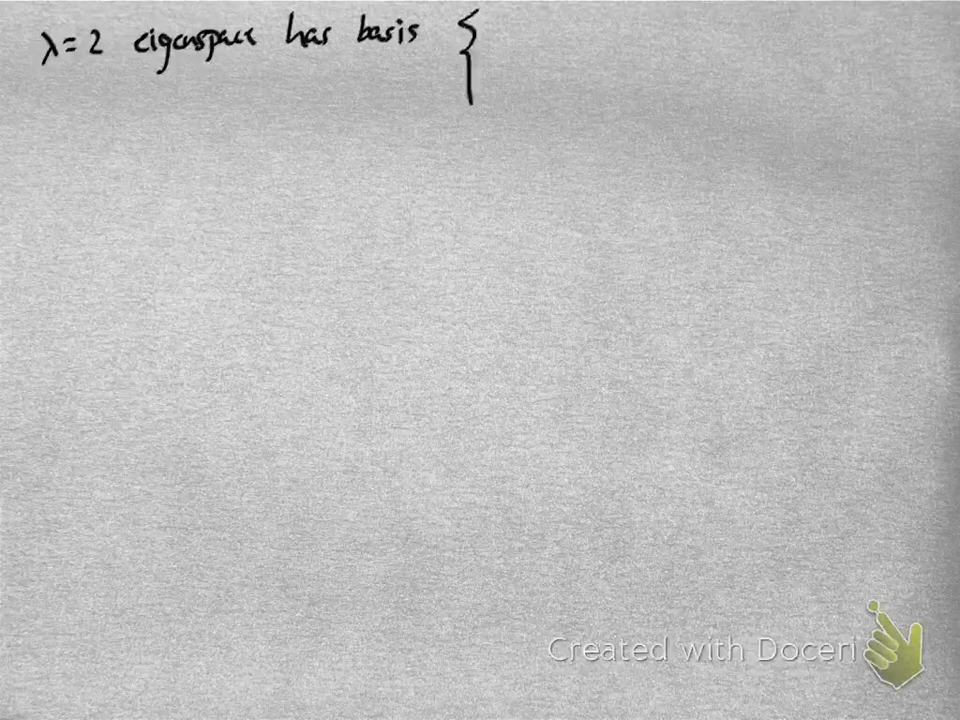 λ=2 eigenspace has basis {
Created with Doceri